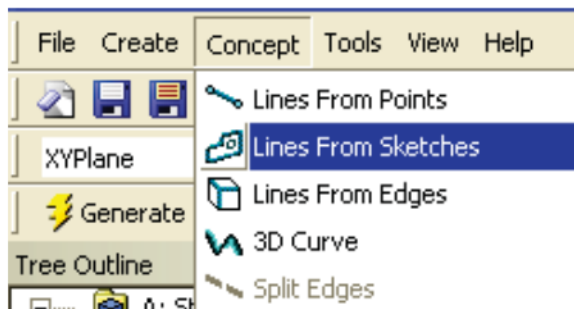 File Create Concept Tools View Help
Lines From Points
XYPlane
Lines From Sketches
Lines From Edges
Generate
3D Curve
Tree Outline
Split Edges
A: